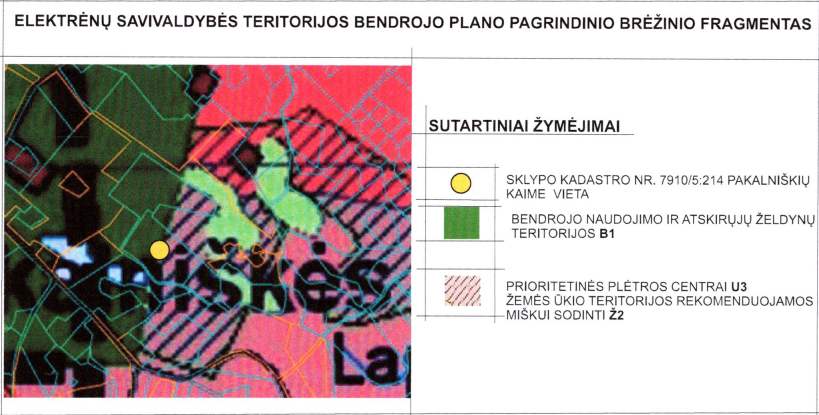 ELEKTRĖNŲ SAVIVALDYBĖS TERITORIJOS BENDROJO PLANO PAGRINDINIO BRĖŽINIO FRAGMENTAS
SUTARTINIAI ŽYMĖJIMAI
SKLYPO KADASTRO NR. 7910/5:214 PAKALNIŠKIŲ
KAIME VIETA
BENDROJO NAUDOJIMO IR ATSKIRŲJŲ ŽELDYNŲ
TERITORIJOS B1
PRIORITETINĖS PLĖTROS CENTRAI U3
ŽEMĖS ŪKIO TERITORIJOS REKOMENDUOJAMOS
MIŠKUI SODINTI Ž2
La